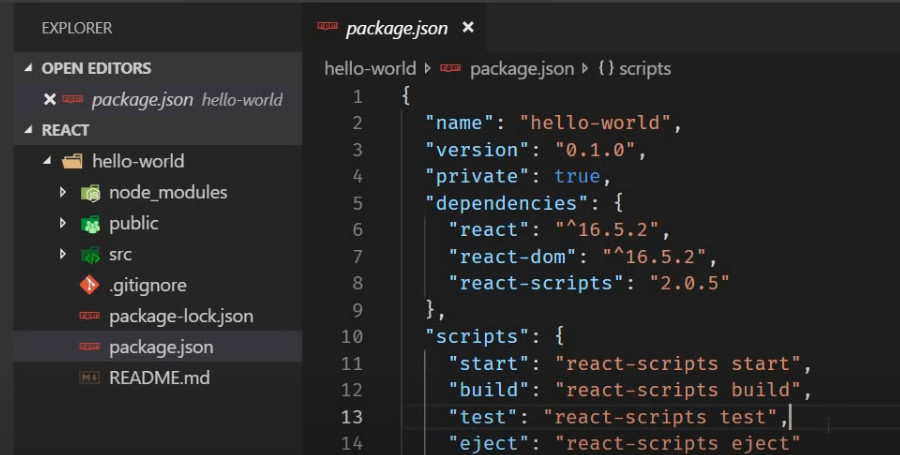 EXPLORER
OPEN EDITORS
package.json hello-world
REACT
hello-world
node_modules
public
src
.gitignore
package-lock.json
package.json
README.md
package.json
hello-world package.json {} scripts
1 {
2 "name": "hello-world",
3 "version": "0.1.0",
4 "private": true,
5 "dependencies": {
6 "react": "^16.5.2",
7 "react-dom": "^16.5.2",
8 "react-scripts": "2.0.5"
9 },
10 "scripts": {
11 "start": "react-scripts start",
12 "build": "react-scripts build",
13 "test": "react-scripts test",
14 "eject": "react-scripts eject"